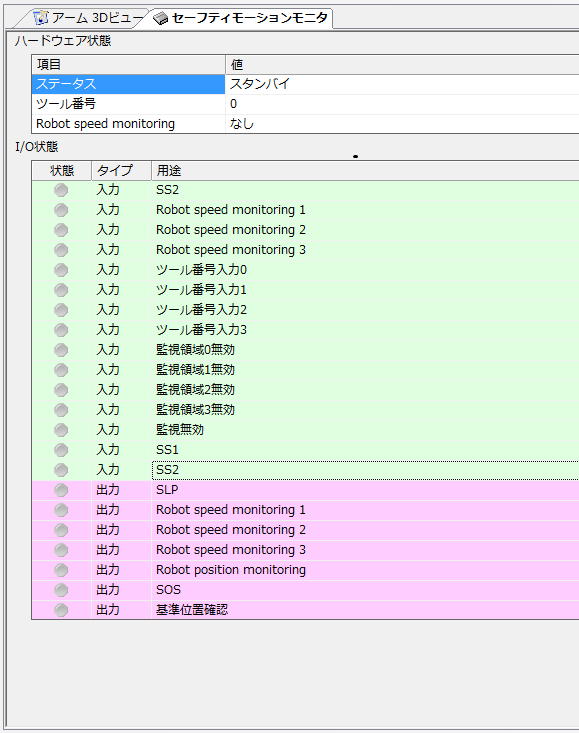 アーム 3Dビュー セーフティモーションモニタ
ハードウェア状態
項目 値
ステータス スタンバイ
ツール番号 0
Robot speed monitoring なし
I/O状態
状態 タイプ 用途
入力 SS2
入力 Robot speed monitoring 1
入力 Robot speed monitoring 2
入力 Robot speed monitoring 3
入力 ツール番号入力0
入力 ツール番号入力1
入力 ツール番号入力2
入力 ツール番号入力3
入力 監視領域0無効
入力 監視領域1無効
入力 監視領域2無効
入力 監視領域3無効
入力 監視無効
入力 SS1
入力 SS2
出力 SLP
出力 Robot speed monitoring 1
出力 Robot speed monitoring 2
出力 Robot speed monitoring 3
出力 Robot position monitoring
出力 SOS
出力 基準位置確認